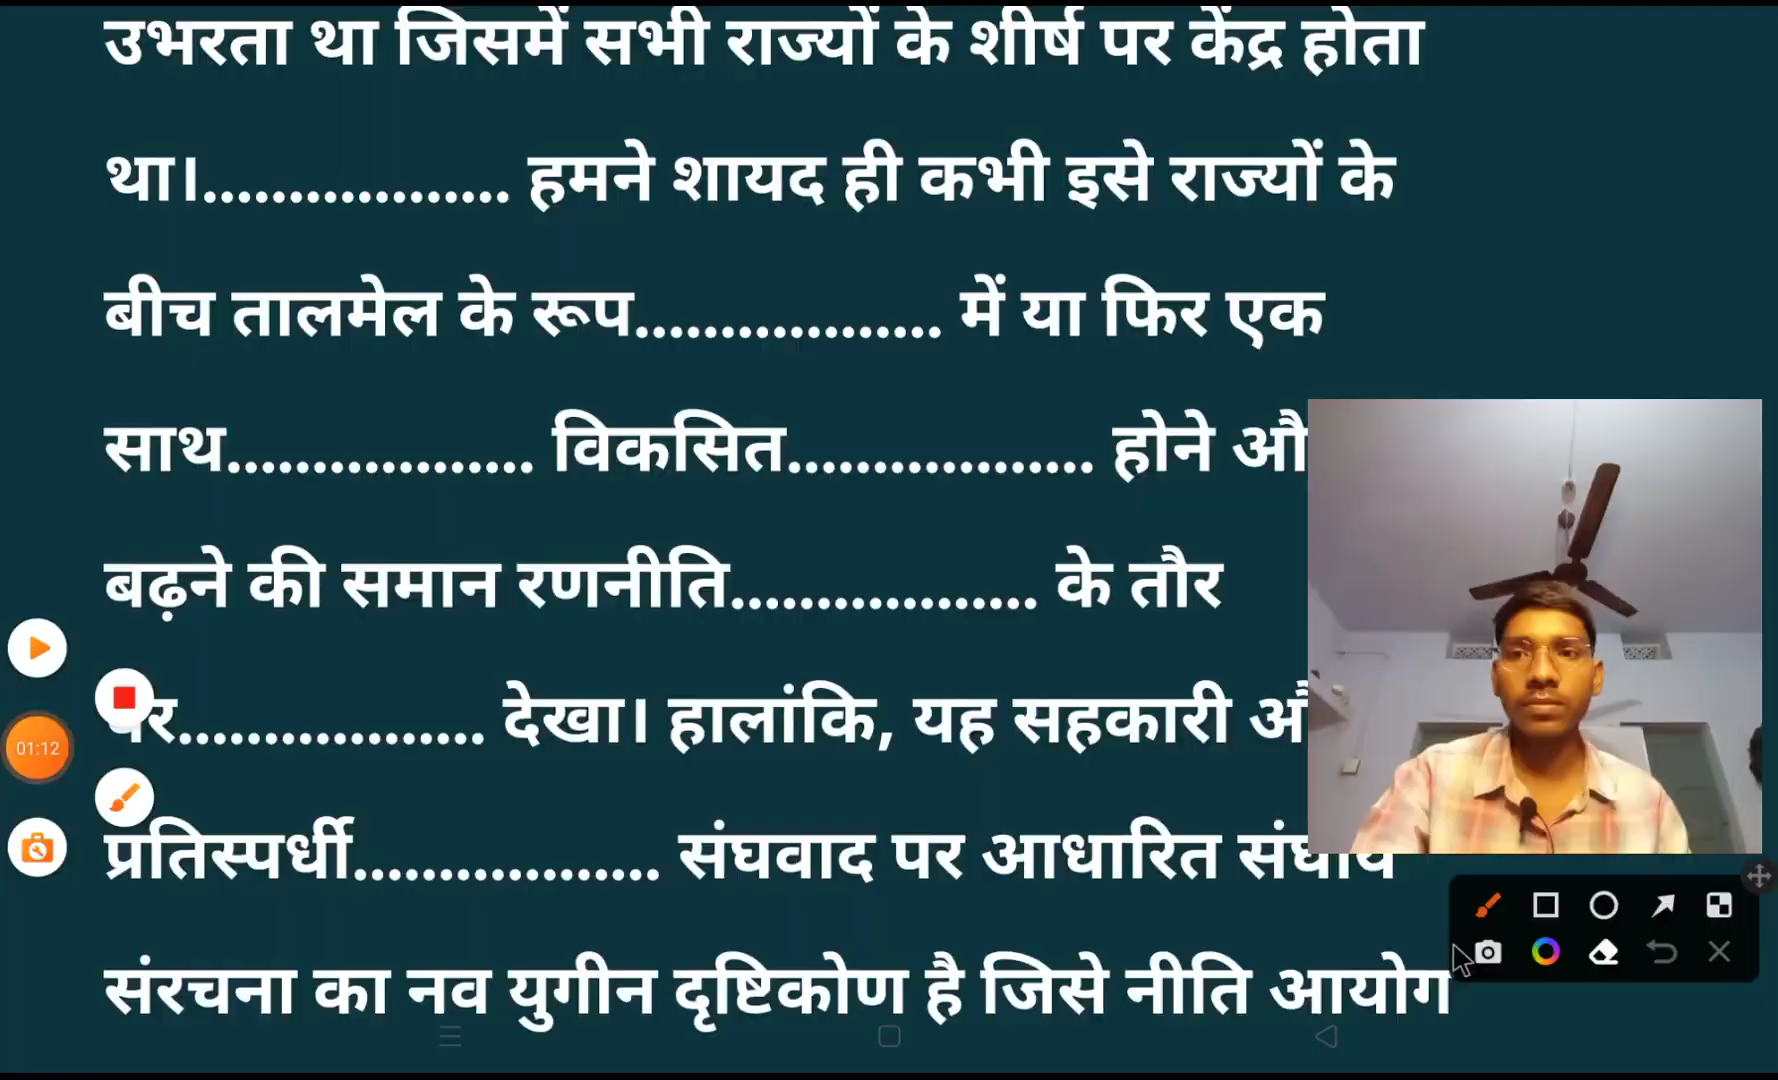 उभरता था जिसमें सभी राज्यों के शीर्ष पर केंद्र होता
था।.................. हमने शायद ही कभी इसे राज्यों के
बीच तालमेल के रूप.................. में या फिर एक
साथ.................. विकसित.................. होने
बढ़ने की समान रणनीति.................. के तौर
.................. देखा। हालांकि, यह सहकारी
01:12
प्रतिस्पर्धी.................. संघवाद पर आधारित
संरचना का नव युगीन दृष्टिकोण है जिसे नीति आयोग